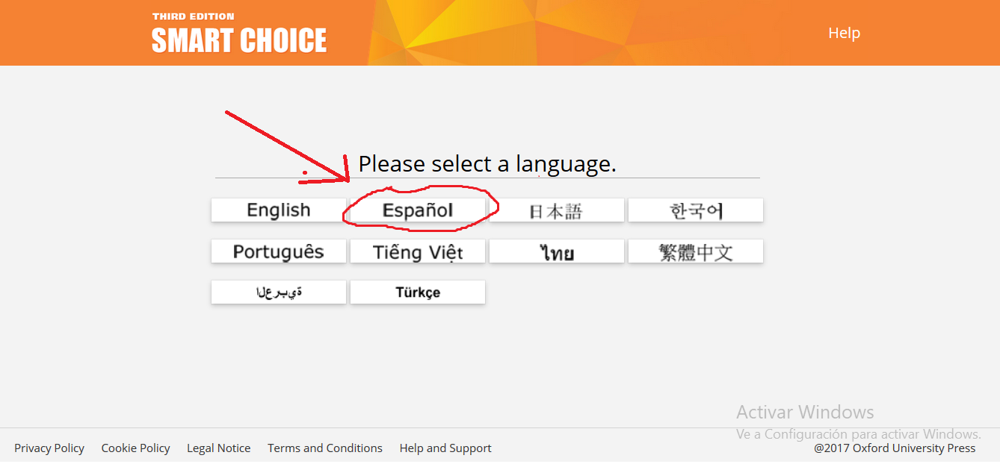 THIRD EDITION
SMART CHOICE
Help
Please select a language.
English
Español
日本語
한국어
Português
Tiếng Việt
ไทย
繁體中文
العربية
Türkçe
Activar Windows
Ve a Configuración para activar Windows.
Privacy Policy
Cookie Policy
Legal Notice
Terms and Conditions
Help and Support
@2017 Oxford University Press